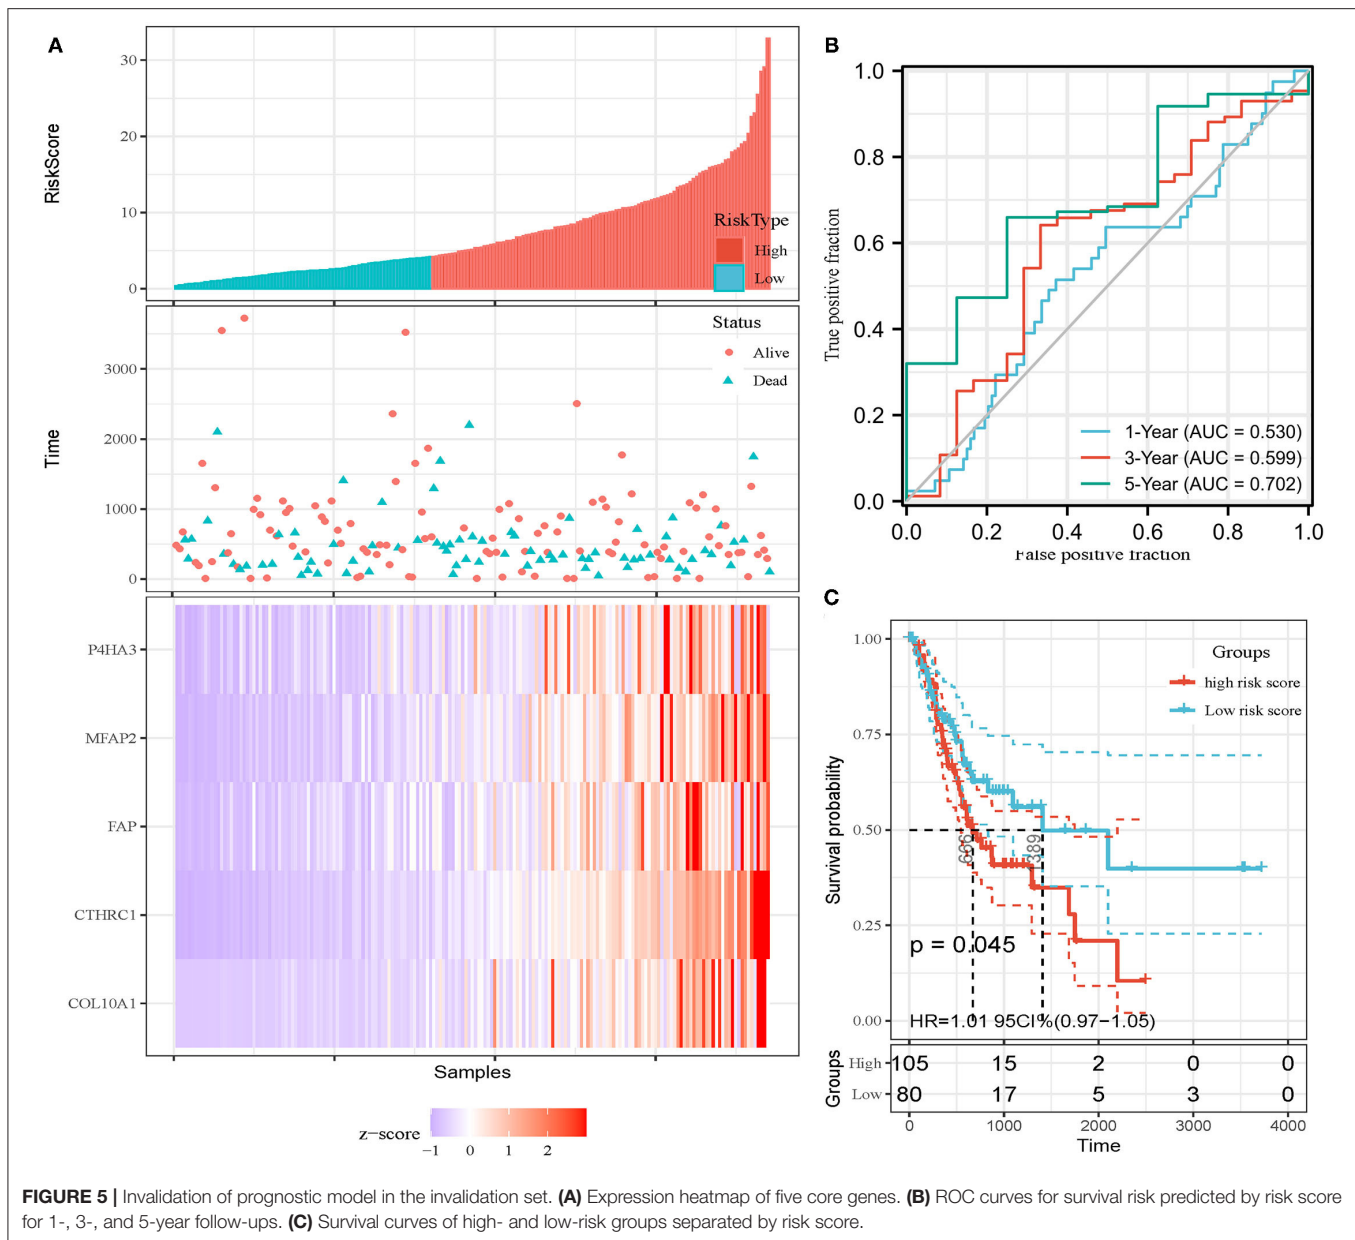 A
RiskScore
30
20
10
0
RiskType
High
Low
Time
3000
2000
1000
0
Status
Alive
Dead
P4HA3
MFAP2
FAP
CTHRC1
COL10A1
Samples
z-score
-1 0 1 2
B
True positive fraction
1.0
0.8
0.6
0.4
0.2
0.0
1-Year (AUC = 0.530)
3-Year (AUC = 0.599)
5-Year (AUC = 0.702)
0.0 0.2 0.4 0.6 0.8 1.0
False positive fraction
C
Survival probability
1.00
0.75
0.50
0.25
0.00
Groups
high risk score
Low risk score
666
389
p = 0.045
HR=1.01 95CI%(0.97-1.05)
Groups
High 105 15 2 0 0
Low 80 17 5 3 0
0 1000 2000 3000 4000
Time
FIGURE 5 | Invalidation of prognostic model in the invalidation set. (A) Expression heatmap of five core genes. (B) ROC curves for survival risk predicted by risk score
for 1-, 3-, and 5-year follow-ups. (C) Survival curves of high- and low-risk groups separated by risk score.